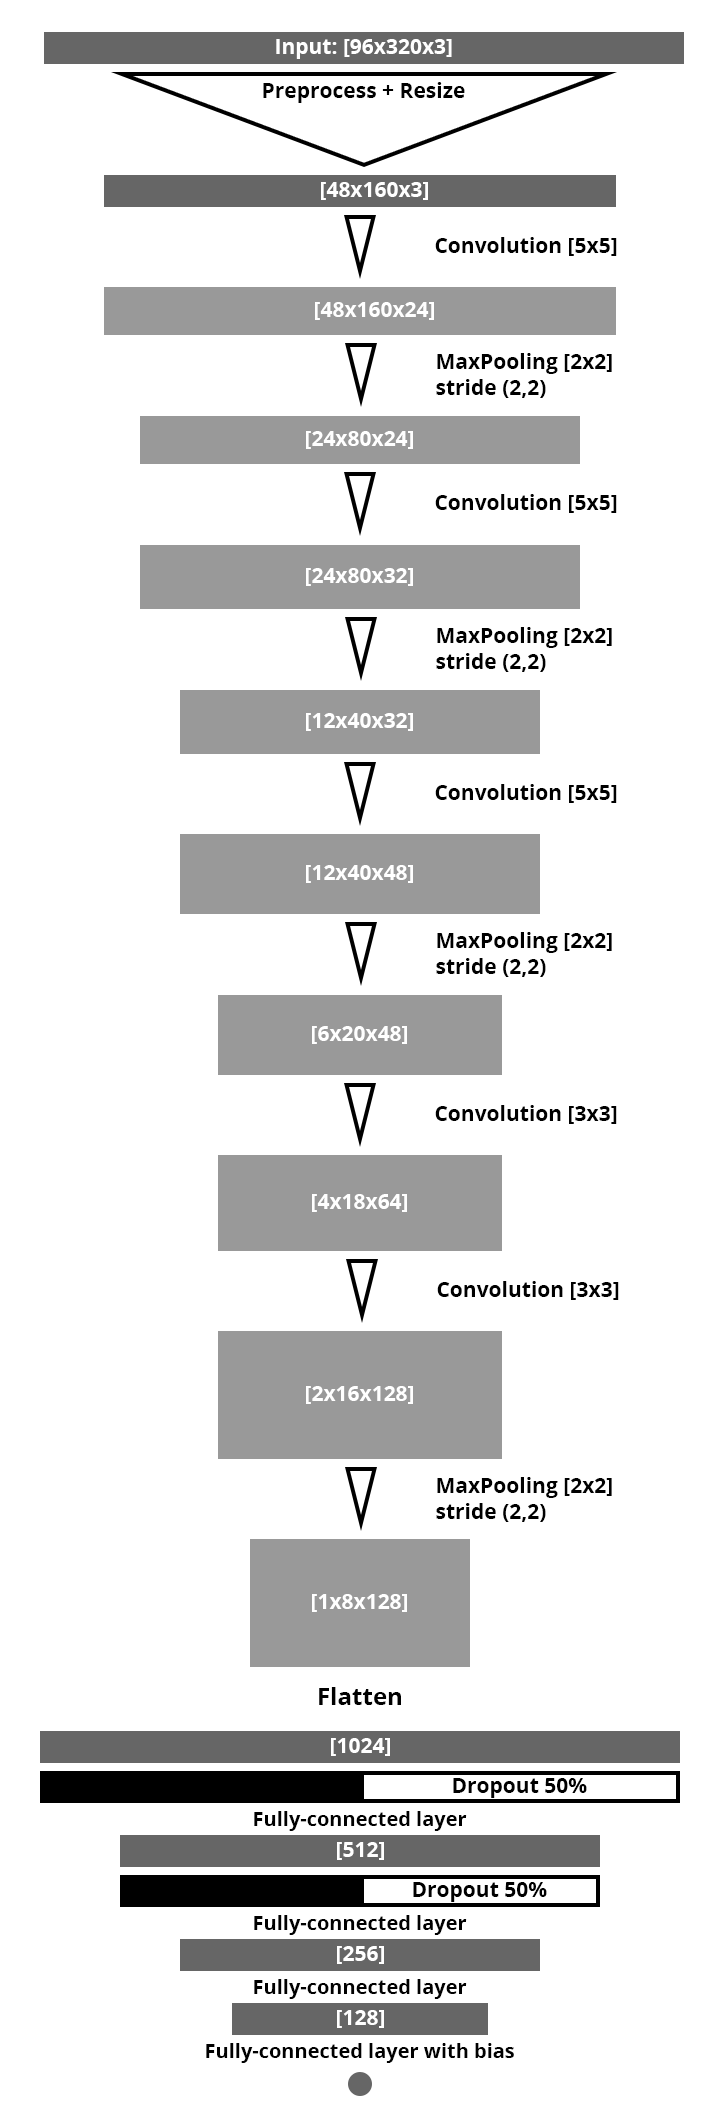 Input: [96x320x3]
Preprocess + Resize
[48x160x3]
Convolution [5x5]
[48x160x24]
MaxPooling [2x2]
stride (2,2)
[24x80x24]
Convolution [5x5]
[24x80x32]
MaxPooling [2x2]
stride (2,2)
[12x40x32]
Convolution [5x5]
[12x40x48]
MaxPooling [2x2]
stride (2,2)
[6x20x48]
Convolution [3x3]
[4x18x64]
Convolution [3x3]
[2x16x128]
MaxPooling [2x2]
stride (2,2)
[1x8x128]
Flatten
[1024]
Dropout 50%
Fully-connected layer
[512]
Dropout 50%
Fully-connected layer
[256]
Fully-connected layer
[128]
Fully-connected layer with bias